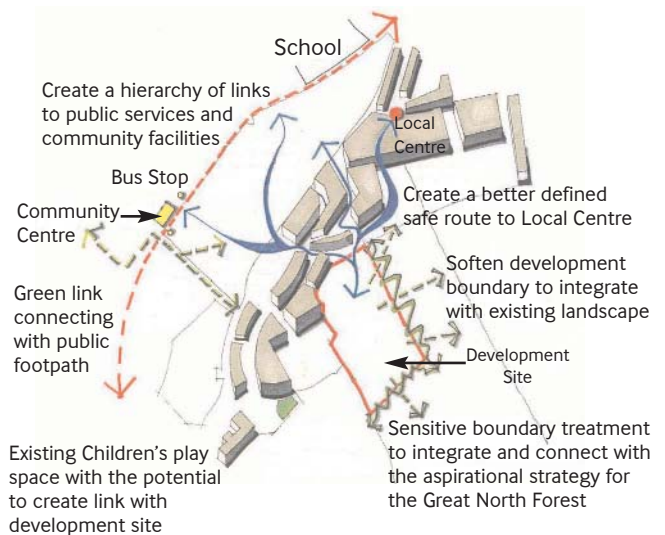 School
Create a hierarchy of links
to public services and
community facilities
Local
Centre
Bus Stop
Community
Centre
Create a better defined
safe route to Local Centre
Green link
connecting
with public
footpath
Soften development
boundary to integrate
with existing landscape
Development
Site
Existing Children's play
space with the potential
to create link with
development site
Sensitive boundary treatment
to integrate and connect with
the aspirational strategy for
the Great North Forest